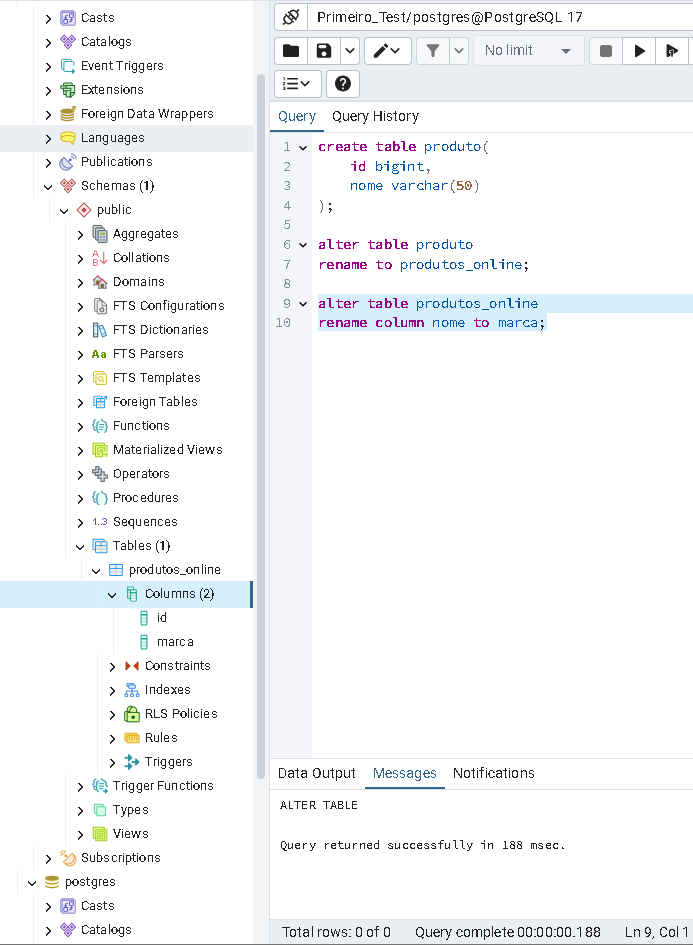 Casts
Catalogs
Event Triggers
Extensions
Foreign Data Wrappers
Languages
Publications
Schemas (1)
public
Aggregates
Collations
Domains
FTS Configurations
FTS Dictionaries
FTS Parsers
FTS Templates
Foreign Tables
Functions
Materialized Views
Operators
Procedures
1.3 Sequences
Tables (1)
produtos_online
Columns (2)
id
marca
Constraints
Indexes
RLS Policies
Rules
Triggers
Trigger Functions
Types
Views
Subscriptions
postgres
Casts
Catalogs
Primeiro_Test/postgres@PostgreSQL 17
No limit
Query Query History
1 create table produto(
2 id bigint,
3 nome varchar(50)
4 );
5
6 alter table produto
7 rename to produtos_online;
8
9 alter table produtos_online
10 rename column nome to marca;
Data Output Messages Notifications
ALTER TABLE
Query returned successfully in 188 msec.
Total rows: 0 of 0 Query complete 00:00:00.188 Ln 9, Col 1